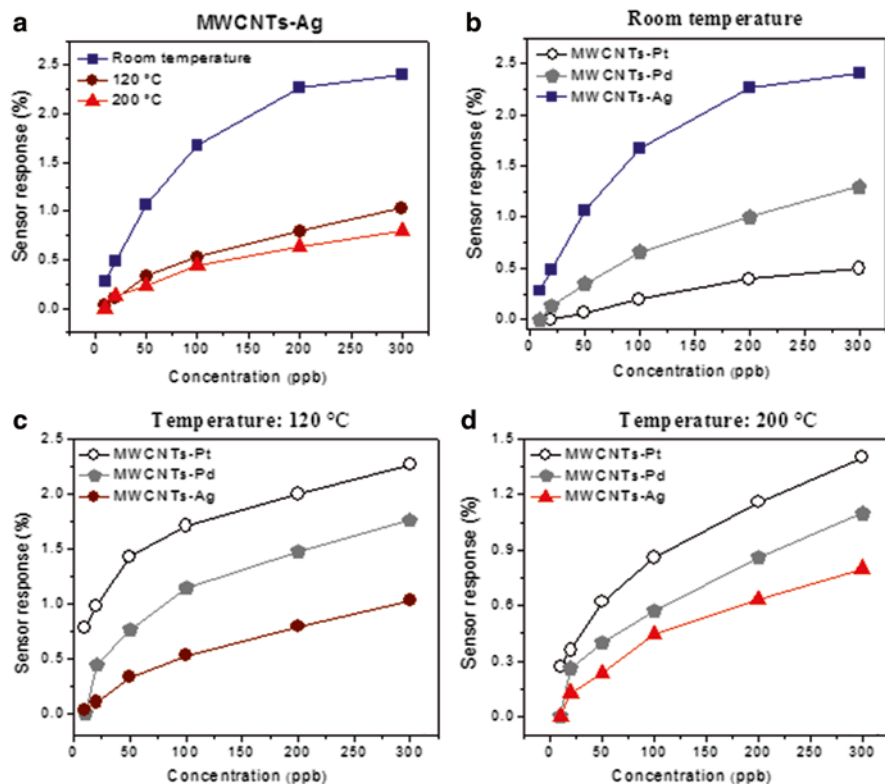 a
MWCNTs-Ag
Room temperature
120 °C
200 °C
2.5
2.0
1.5
1.0
0.5
0.0
Sensor response (%)
0 50 100 150 200 250 300
Concentration (ppb)
b
Room temperature
MWCNTs-Pt
MWCNTs-Pd
MWCNTs-Ag
2.5
2.0
1.5
1.0
0.5
0.0
Sensor response (%)
0 50 100 150 200 250 300
Concentration (ppb)
c
Temperature: 120 °C
MWCNTs-Pt
MWCNTs-Pd
MWCNTs-Ag
2.5
2.0
1.5
1.0
0.5
0.0
Sensor response (%)
0 50 100 150 200 250 300
Concentration (ppb)
d
Temperature: 200 °C
MWCNTs-Pt
MWCNTs-Pd
MWCNTs-Ag
1.5
1.2
0.9
0.6
0.3
0.0
Sensor response (%)
0 50 100 150 200 250 300
Concentration (ppb)